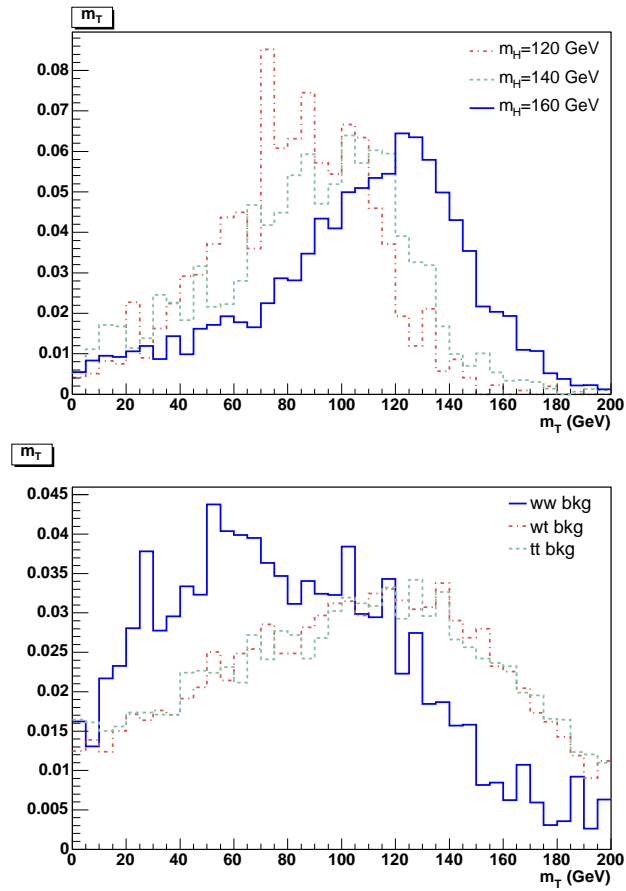 m_T
m_H=120 GeV
m_H=140 GeV
m_H=160 GeV
0.08
0.07
0.06
0.05
0.04
0.03
0.02
0.01
0
0 20 40 60 80 100 120 140 160 180 200
m_T (GeV)
m_T
ww bkg
wt bkg
tt bkg
0.045
0.04
0.035
0.03
0.025
0.02
0.015
0.01
0.005
0
0 20 40 60 80 100 120 140 160 180 200
m_T (GeV)